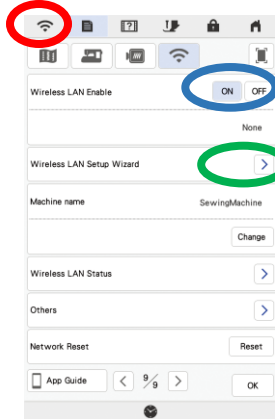 Wireless LAN Enable
ON OFF
None
Wireless LAN Setup Wizard
Machine name
SewingMachine
Change
Wireless LAN Status
Others
Network Reset
Reset
App Guide
9/9
OK